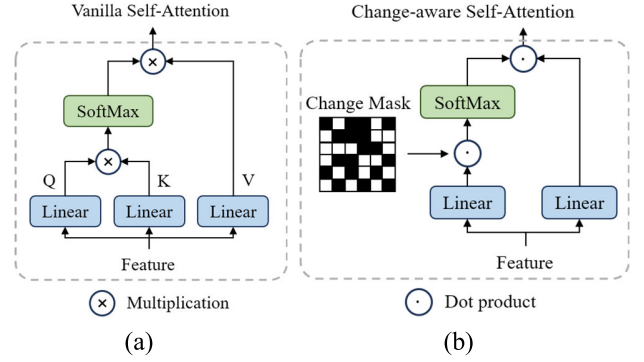 Vanilla Self-Attention
×
SoftMax
×
Q
K
V
Linear
Linear
Linear
Feature
× Multiplication
(a)
Change-aware Self-Attention
·
Change Mask
SoftMax
·
Linear
Linear
Feature
· Dot product
(b)